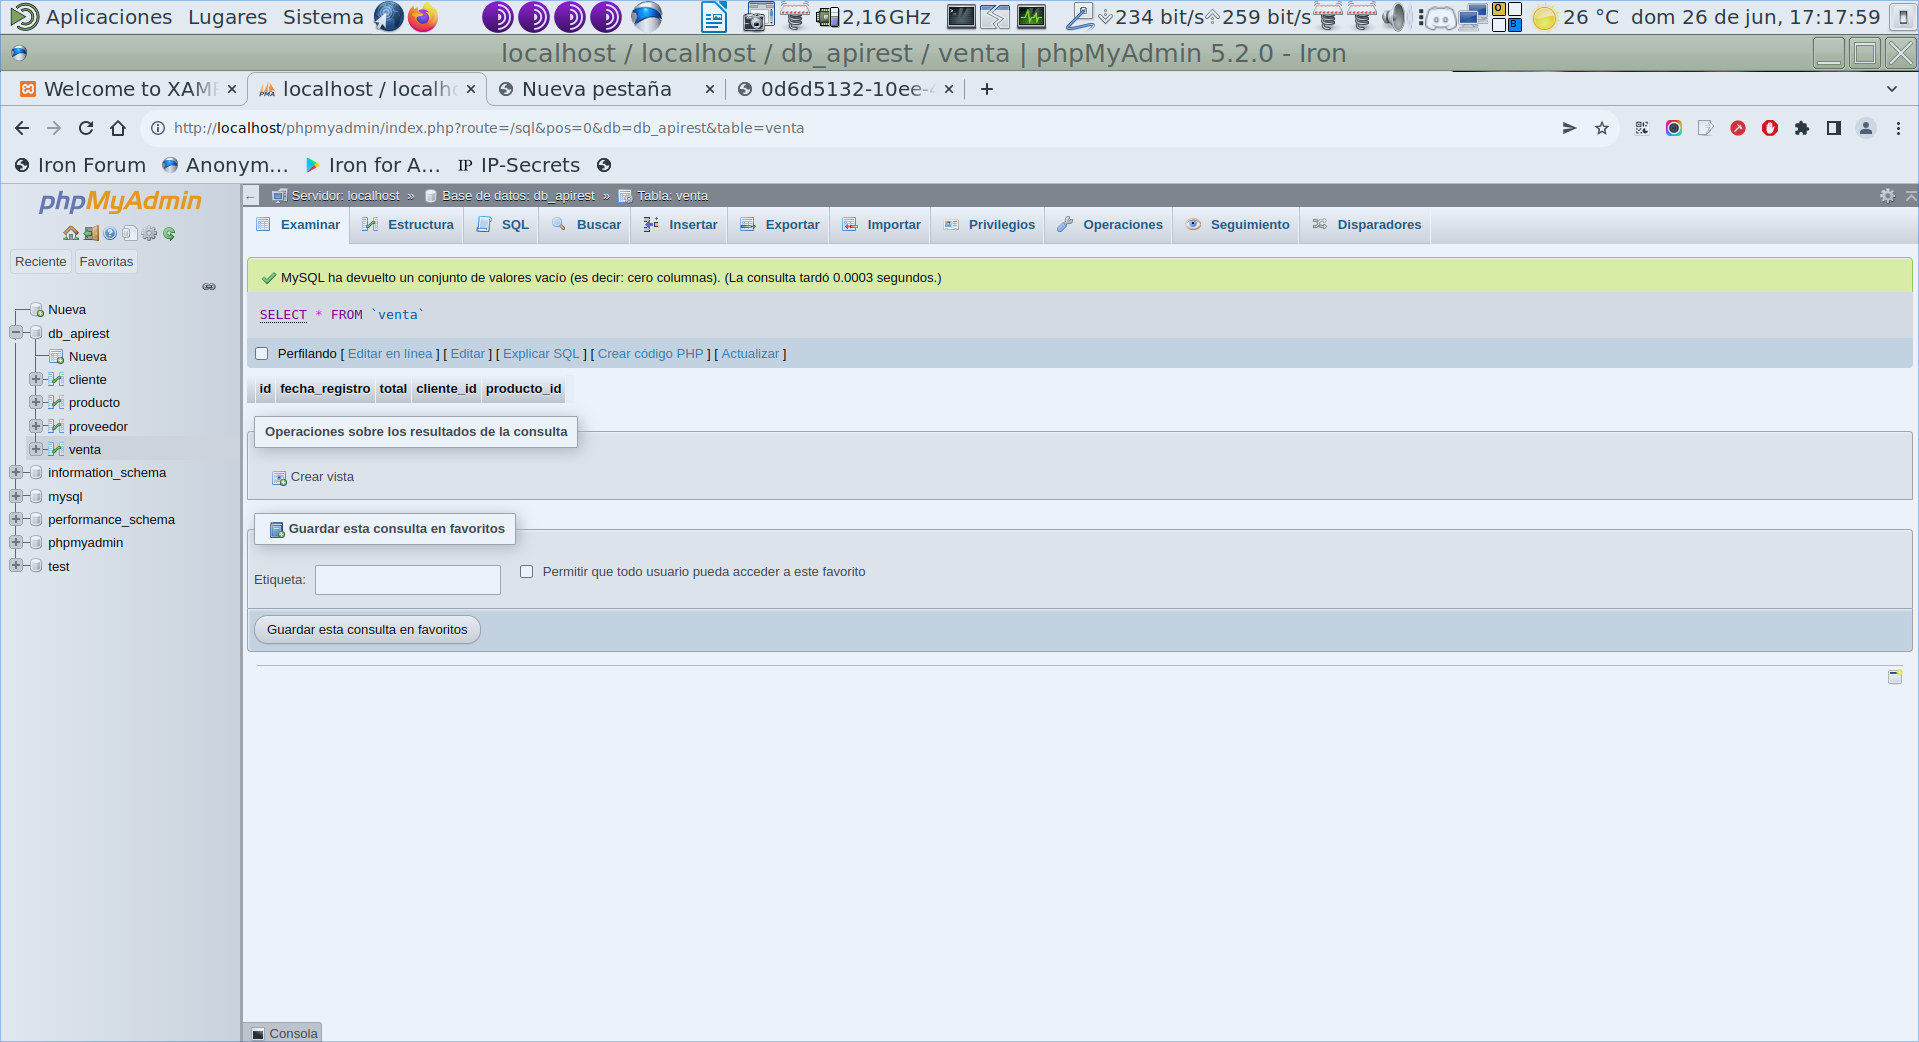 Aplicaciones Lugares Sistema 2,16 GHz 234 bit/s 259 bit/s 26 °C dom 26 de jun, 17:17:59
localhost / localhost / db_apirest / venta | phpMyAdmin 5.2.0 - Iron
Welcome to XAM localhost / localh Nueva pestaña 0d6d5132-10ee-
http://localhost/phpmyadmin/index.php?route=/sql&pos=0&db=db_apirest&table=venta
Iron Forum Anonym... Iron for A... IP IP-Secrets
phpMyAdmin
Reciente Favoritas
Nueva
db_apirest
Nueva
cliente
producto
proveedor
venta
information_schema
mysql
performance_schema
phpmyadmin
test
Servidor: localhost » Base de datos: db_apirest » Tabla: venta
Examinar Estructura SQL Buscar Insertar Exportar Importar Privilegios Operaciones Seguimiento Disparadores
MySQL ha devuelto un conjunto de valores vacío (es decir: cero columnas). (La consulta tardó 0.0003 segundos.)
SELECT * FROM `venta`
Perfilando [ Editar en línea ] [ Editar ] [ Explicar SQL ] [ Crear código PHP ] [ Actualizar ]
id fecha_registro total cliente_id producto_id
Operaciones sobre los resultados de la consulta
Crear vista
Guardar esta consulta en favoritos
Etiqueta: Permitir que todo usuario pueda acceder a este favorito
Guardar esta consulta en favoritos
Consola